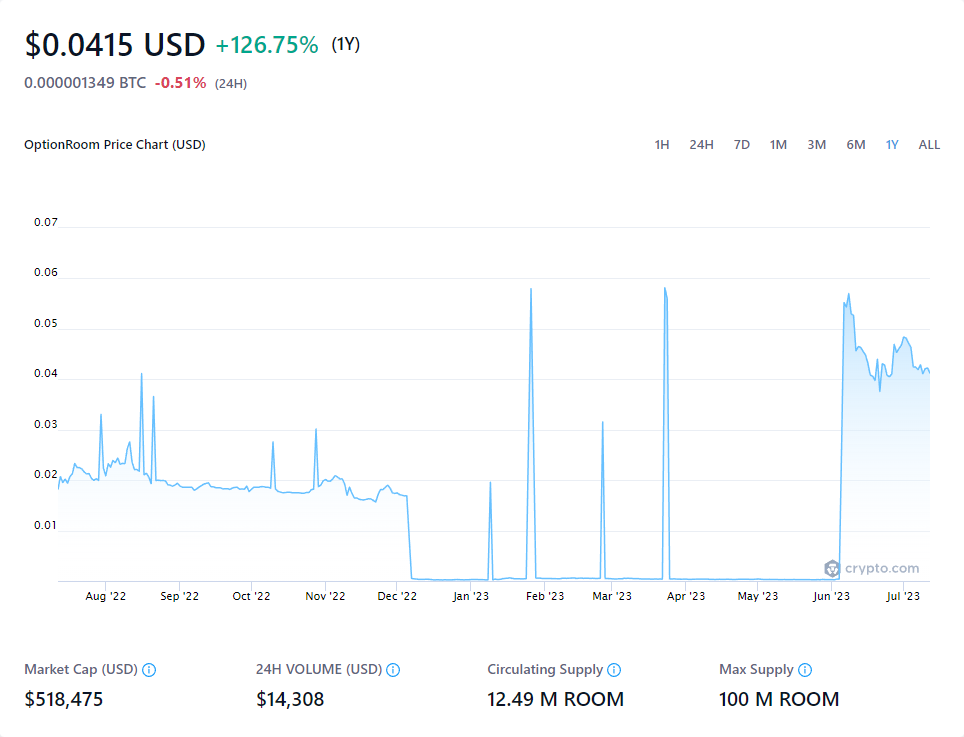 $0.0415 USD +126.75% (1Y)
0.000001349 BTC -0.51% (24H)
OptionRoom Price Chart (USD) 1H 24H 7D 1M 3M 6M 1Y ALL
0.07
0.06
0.05
0.04
0.03
0.02
0.01
crypto.com
Aug '22 Sep '22 Oct '22 Nov '22 Dec '22 Jan '23 Feb '23 Mar '23 Apr '23 May '23 Jun '23 Jul '23
Market Cap (USD) 24H VOLUME (USD) Circulating Supply Max Supply
$518,475 $14,308 12.49 M ROOM 100 M ROOM